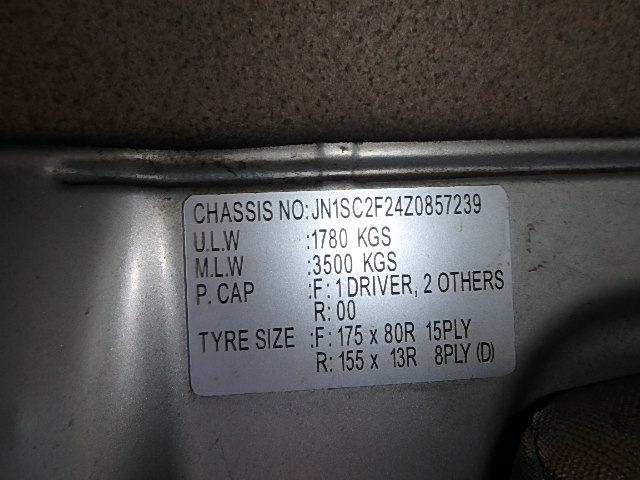 CHASSIS NO:JN1SC2F24Z0857239
U.L.W :1780 KGS
M.L.W :3500 KGS
P. CAP :F: 1 DRIVER, 2 OTHERS
R: 00
TYRE SIZE :F: 175 x 80R 15PLY
R: 155 x 13R 8PLY (D)